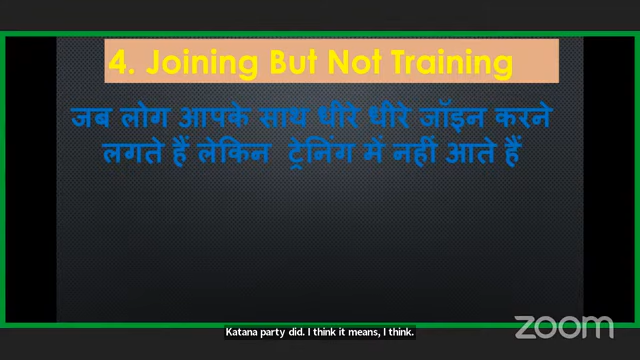 4. Joining But Not Training
जब लोग आपके साथ धीरे धीरे जॉइन करने
लगते हैं लेकिन ट्रेनिंग में नहीं आते हैं
zoom
Katana party did. I think it means, I think.